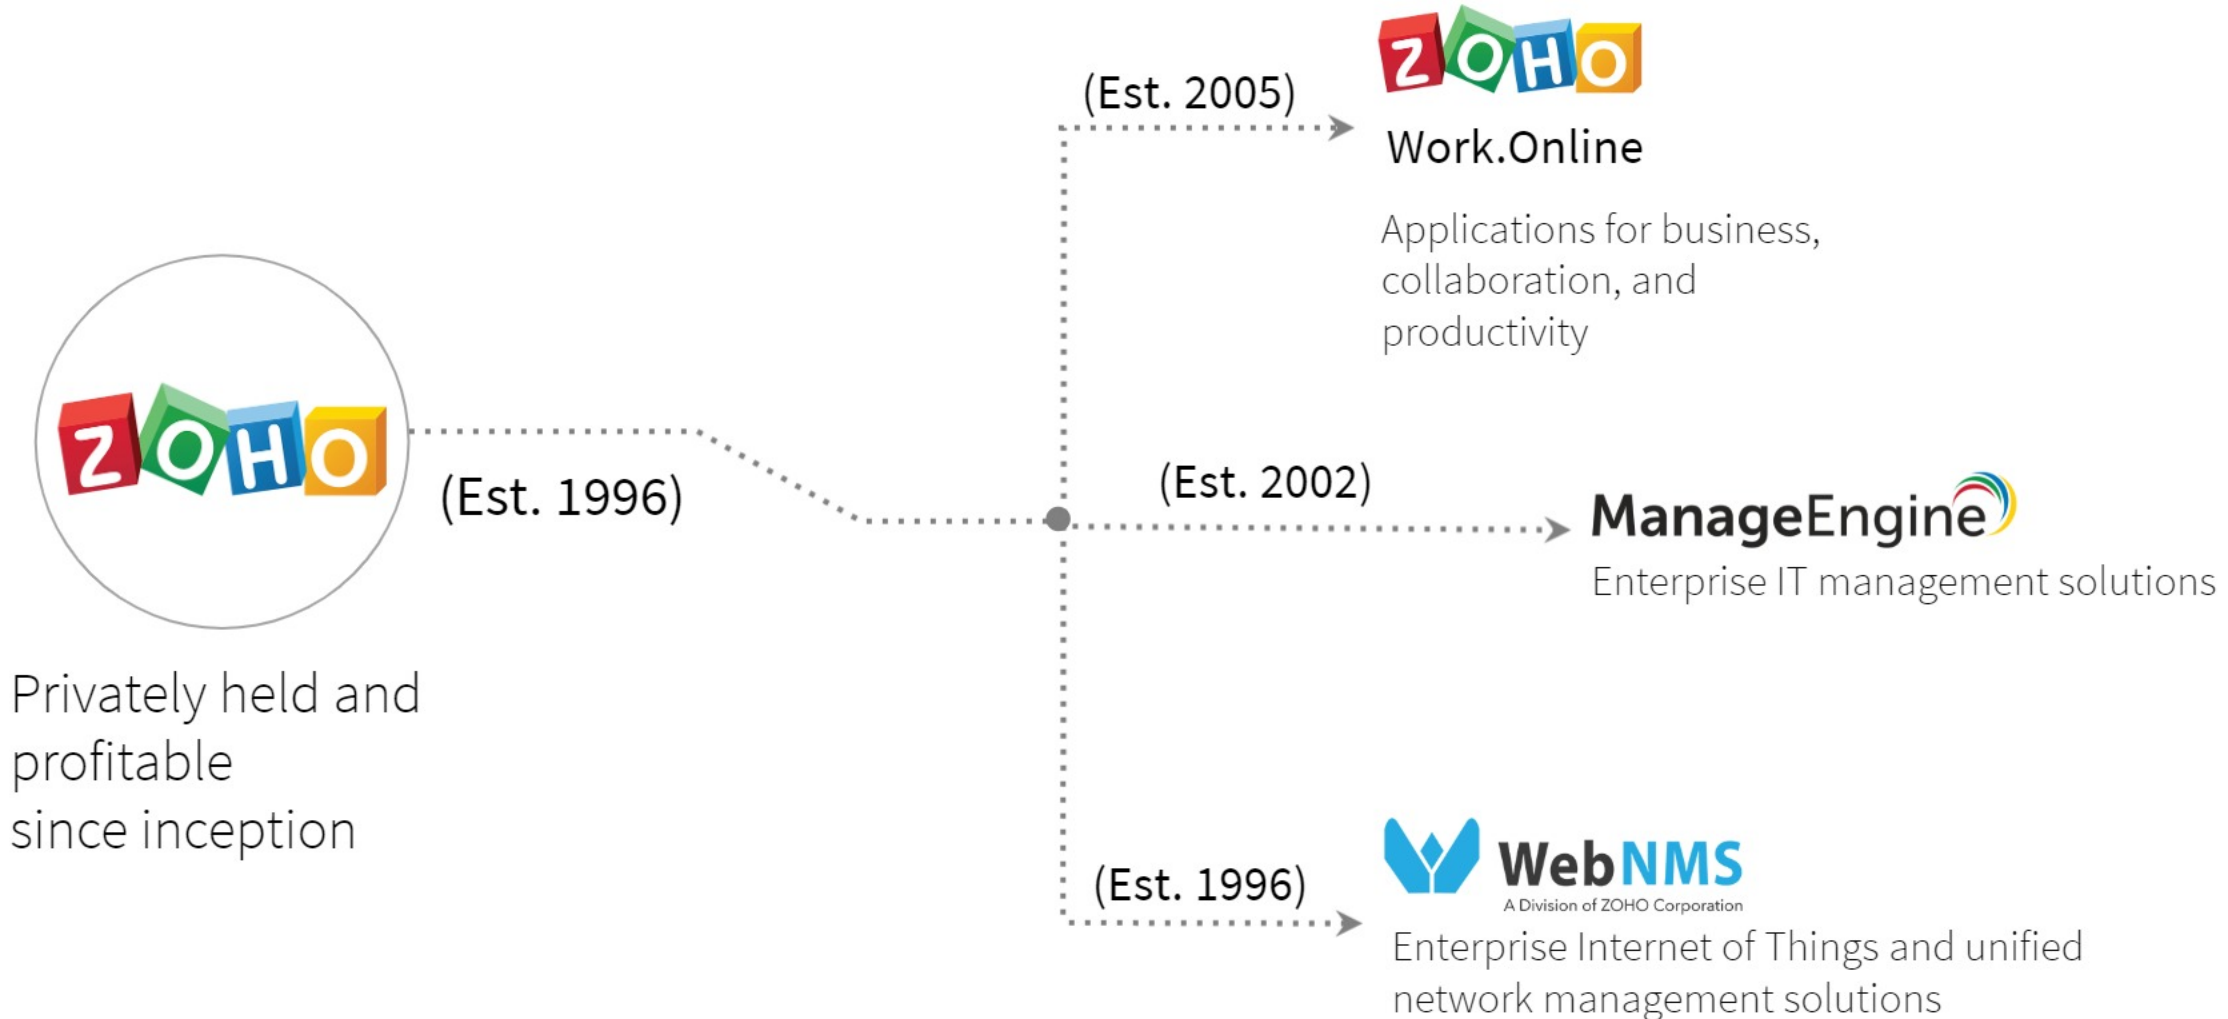 ZOHO
(Est. 1996)
Privately held and
profitable
since inception
(Est. 2005)
ZOHO
Work.Online
Applications for business,
collaboration, and
productivity
(Est. 2002)
ManageEngine
Enterprise IT management solutions
(Est. 1996)
WebNMS
A Division of ZOHO Corporation
Enterprise Internet of Things and unified
network management solutions